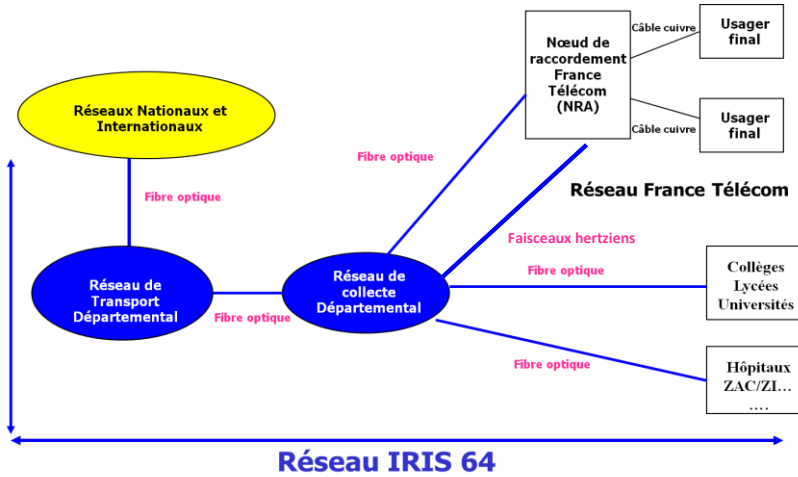 Nœud de
raccordement
France
Télécom
(NRA)
Câble cuivre
Usager
final
Câble cuivre
Usager
final
Réseaux Nationaux et
Internationaux
Fibre optique
Fibre optique
Réseau France Télécom
Faisceaux hertziens
Réseau de
Transport
Départemental
Fibre optique
Réseau de
collecte
Départemental
Fibre optique
Collèges
Lycées
Universités
Fibre optique
Hôpitaux
ZAC/ZI...
....
Réseau IRIS 64